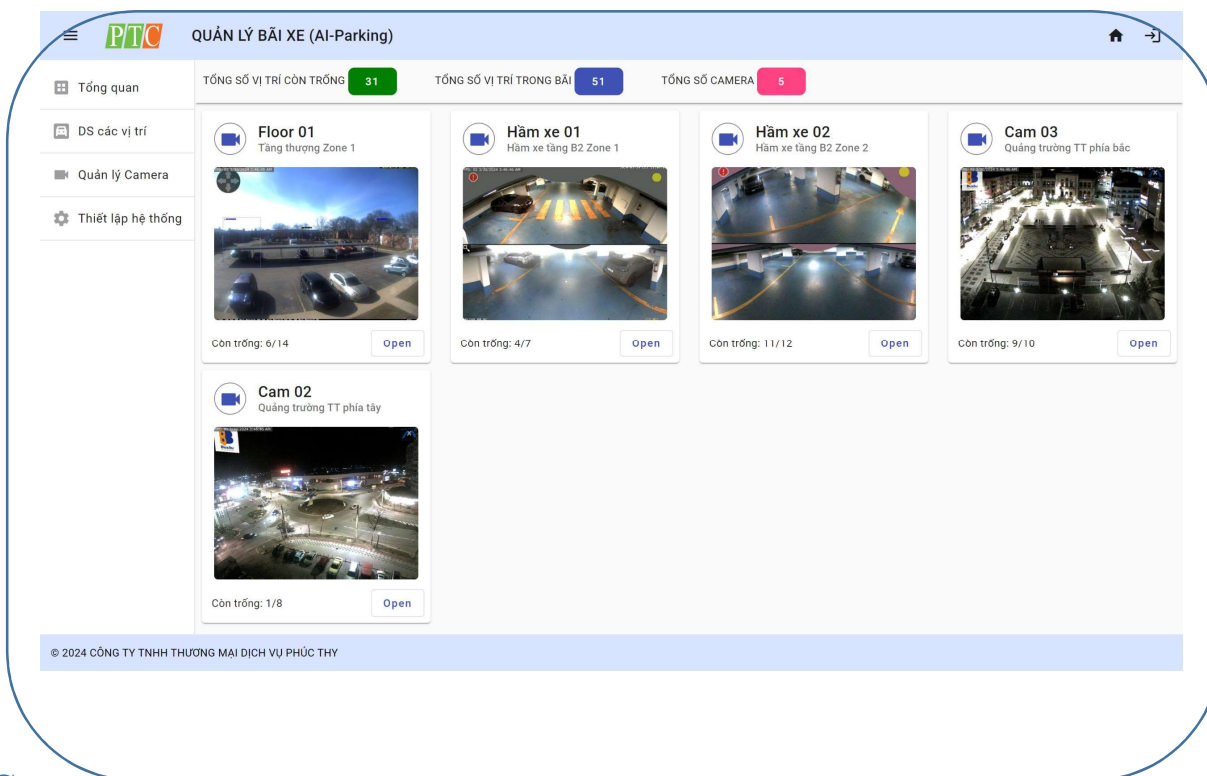 PTC
QUẢN LÝ BÃI XE (AI-Parking)
Tổng quan
DS các vị trí
Quản lý Camera
Thiết lập hệ thống
TỔNG SỐ VỊ TRÍ CÒN TRỐNG 31
TỔNG SỐ VỊ TRÍ TRONG BÃI 51
TỔNG SỐ CAMERA 5
Floor 01
Tầng thượng Zone 1
Còn trống: 6/14
Open
Hầm xe 01
Hầm xe tầng B2 Zone 1
Còn trống: 4/7
Open
Hầm xe 02
Hầm xe tầng B2 Zone 2
Còn trống: 11/12
Open
Cam 03
Quảng trường TT phía bắc
Còn trống: 9/10
Open
Cam 02
Quảng trường TT phía tây
Còn trống: 1/8
Open
© 2024 CÔNG TY TNHH THƯƠNG MẠI DỊCH VỤ PHÚC THY